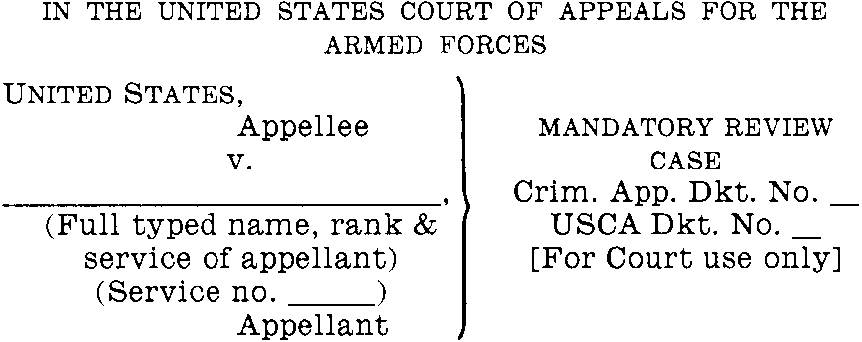 IN THE UNITED STATES COURT OF APPEALS FOR THE
ARMED FORCES
UNITED STATES,
Appellee
v.
______________________________,
(Full typed name, rank &
service of appellant)
(Service no. ______)
Appellant
MANDATORY REVIEW
CASE
Crim. App. Dkt. No. __
USCA Dkt. No. __
[For Court use only]